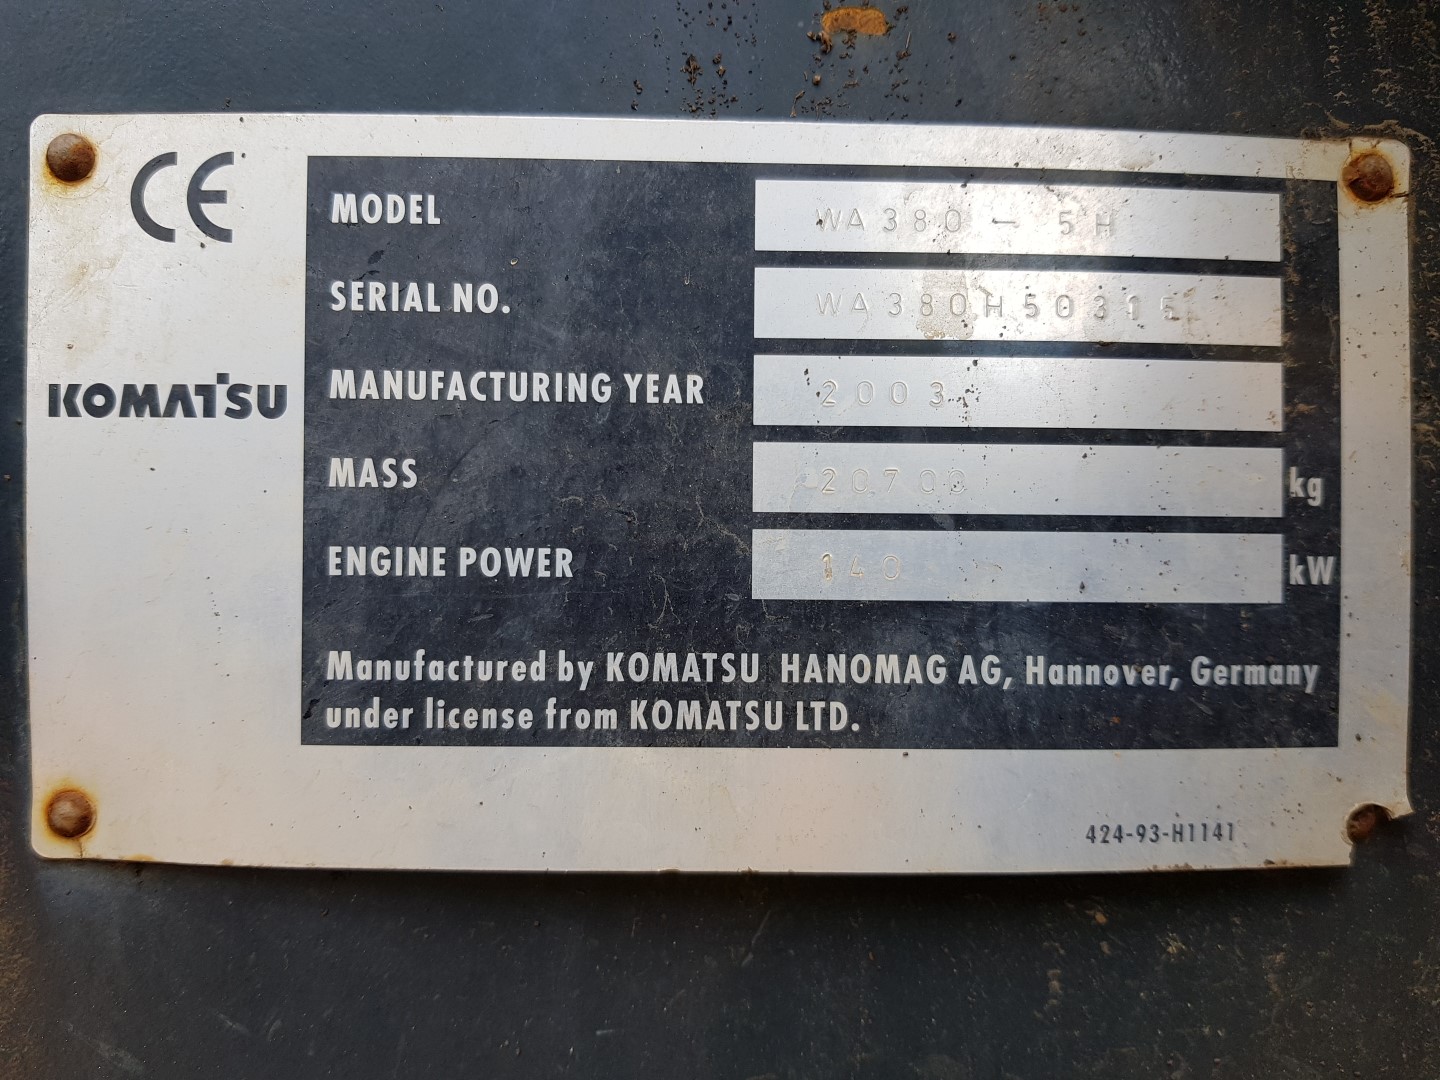 CE
MODEL WA380-5H
SERIAL NO. WA380H50315
KOMATSU
MANUFACTURING YEAR 2003
MASS 20700 kg
ENGINE POWER 140 kW
Manufactured by KOMATSU HANOMAG AG, Hannover, Germany
under license from KOMATSU LTD.
424-93-H1141